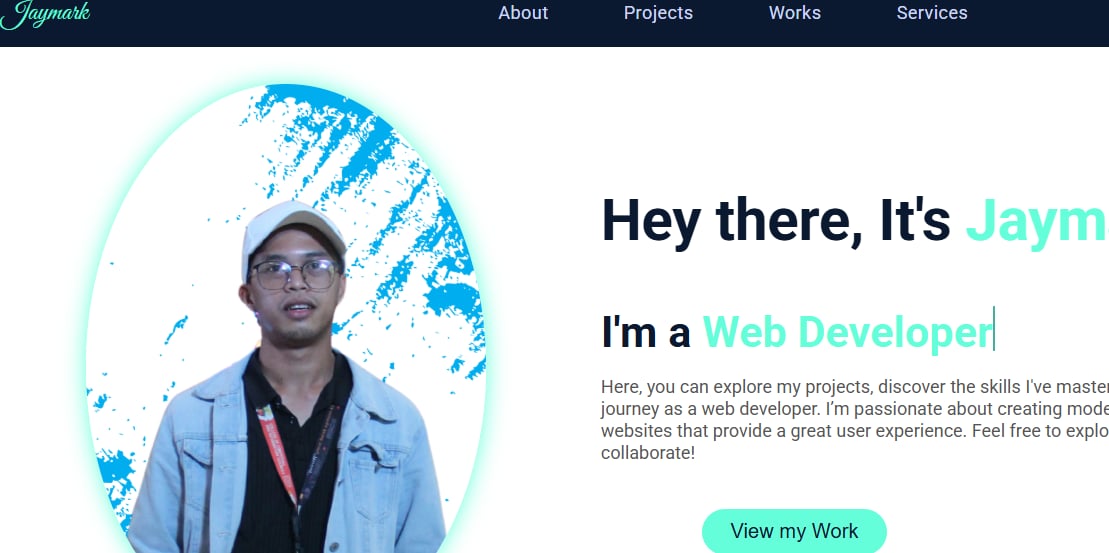 Jaymark
About Projects Works Services
Hey there, It's Jaym
I'm a Web Developer
Here, you can explore my projects, discover the skills I've master
journey as a web developer. I’m passionate about creating mode
websites that provide a great user experience. Feel free to explo
collaborate!
View my Work